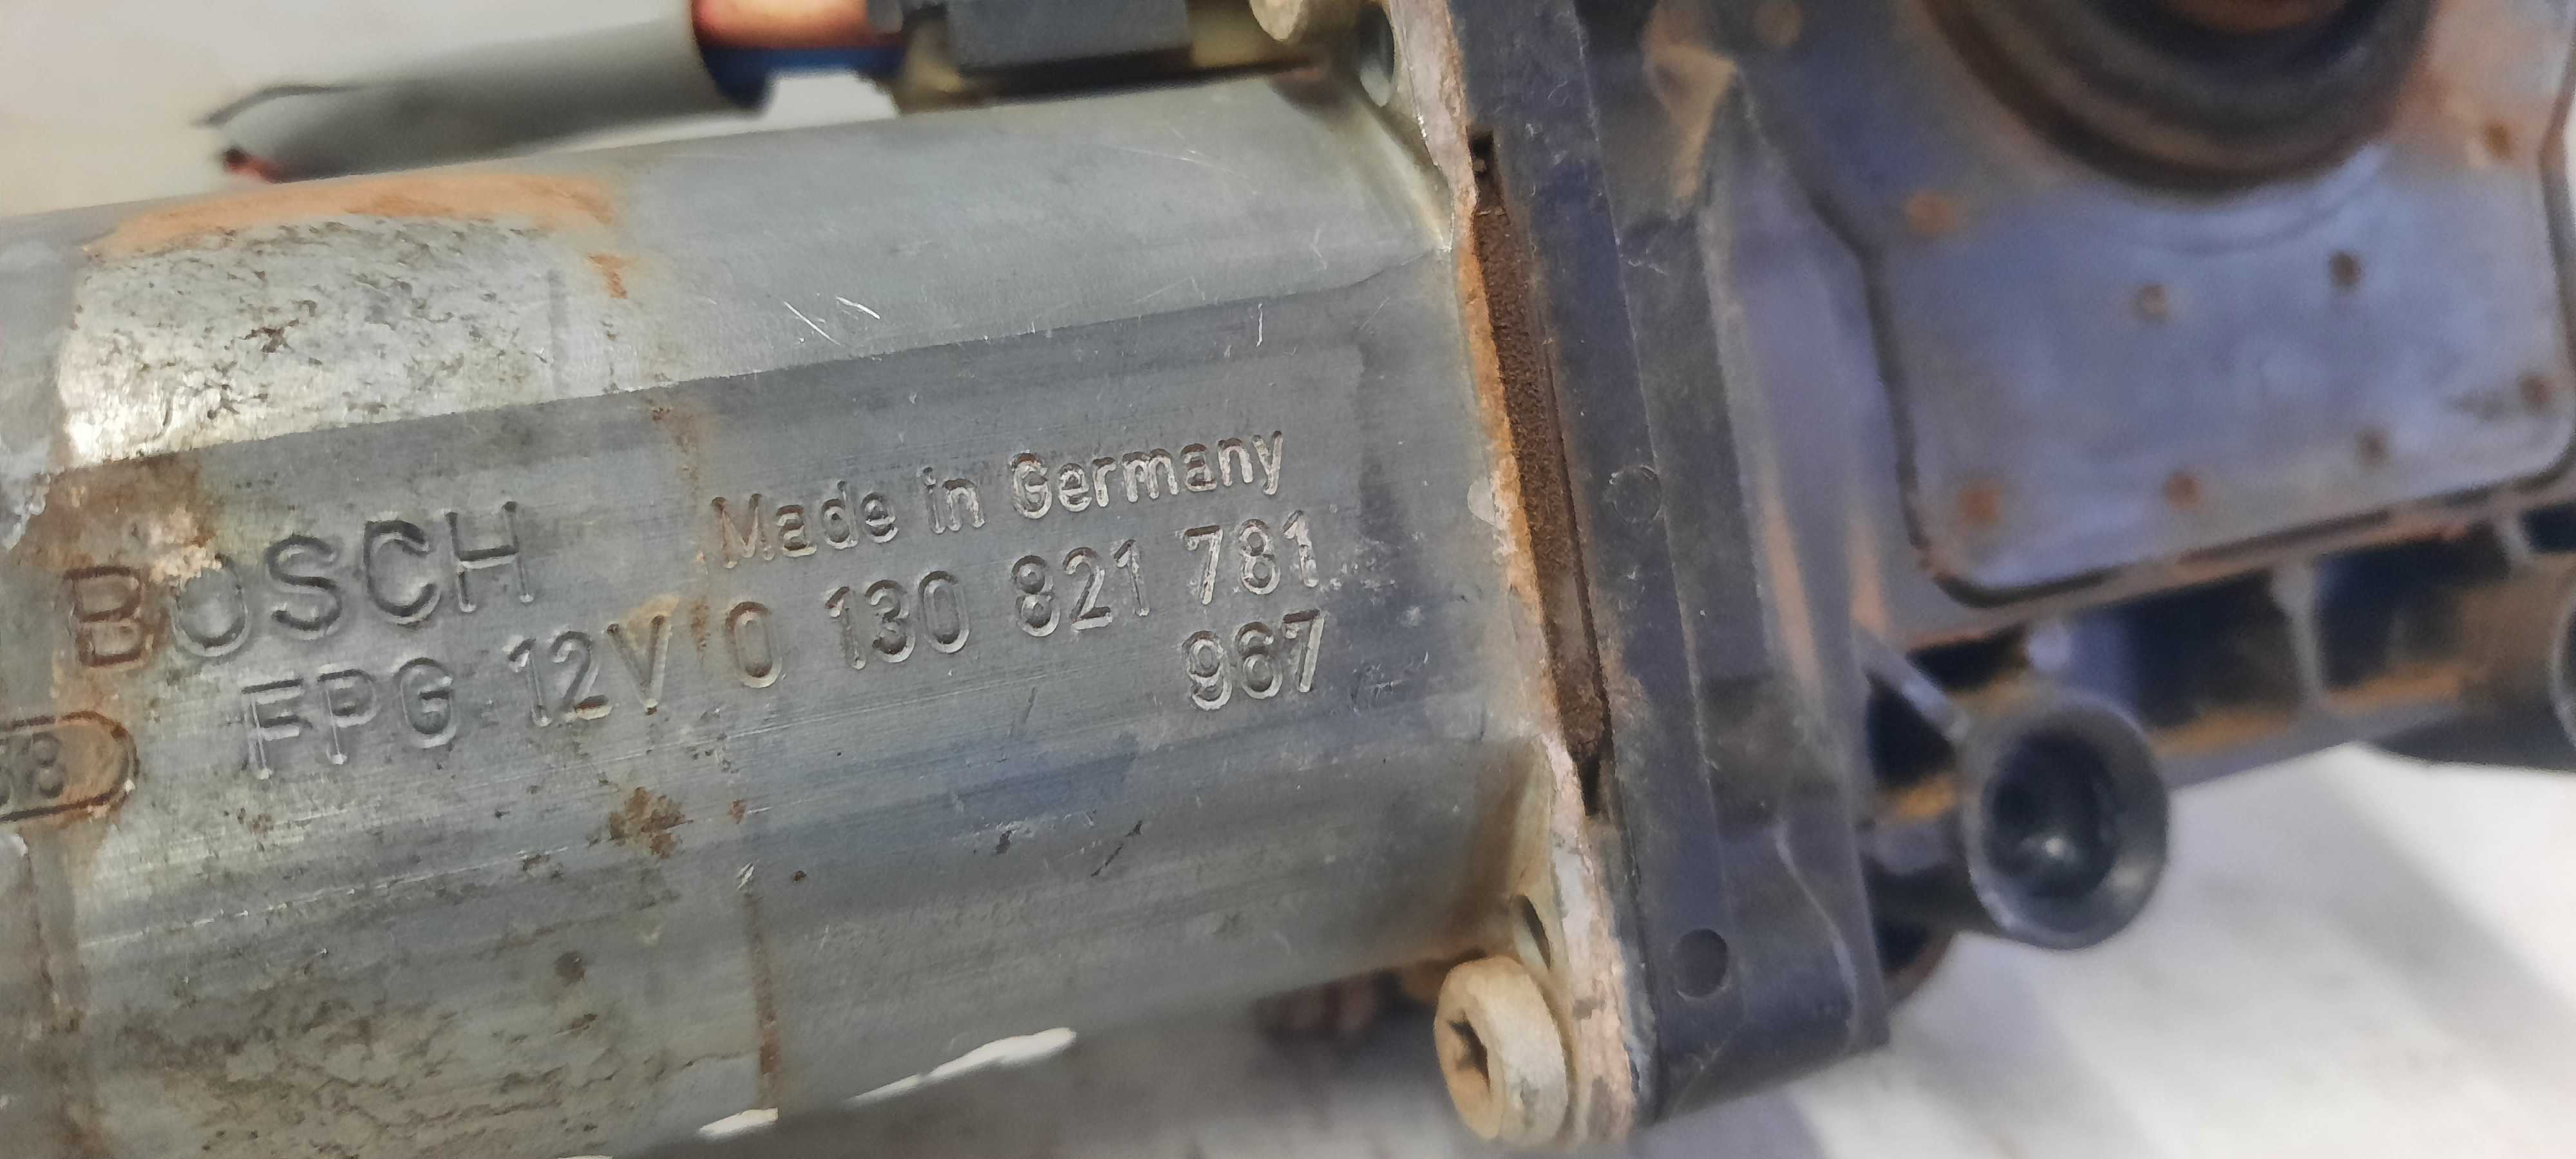 BOSCH
Made in Germany
FPG 12V 0 130 821 781
967